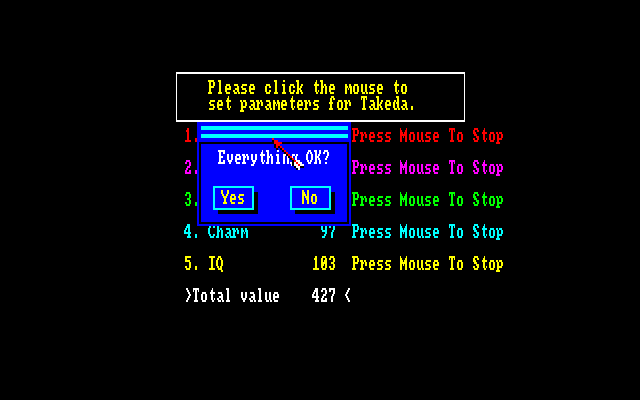 Please click the mouse to
set parameters for Takeda.
1. Press Mouse To Stop
Everything OK?
2. Press Mouse To Stop
Yes No
3. Press Mouse To Stop
4. Charm 97 Press Mouse To Stop
5. IQ 103 Press Mouse To Stop
>Total value 427 <